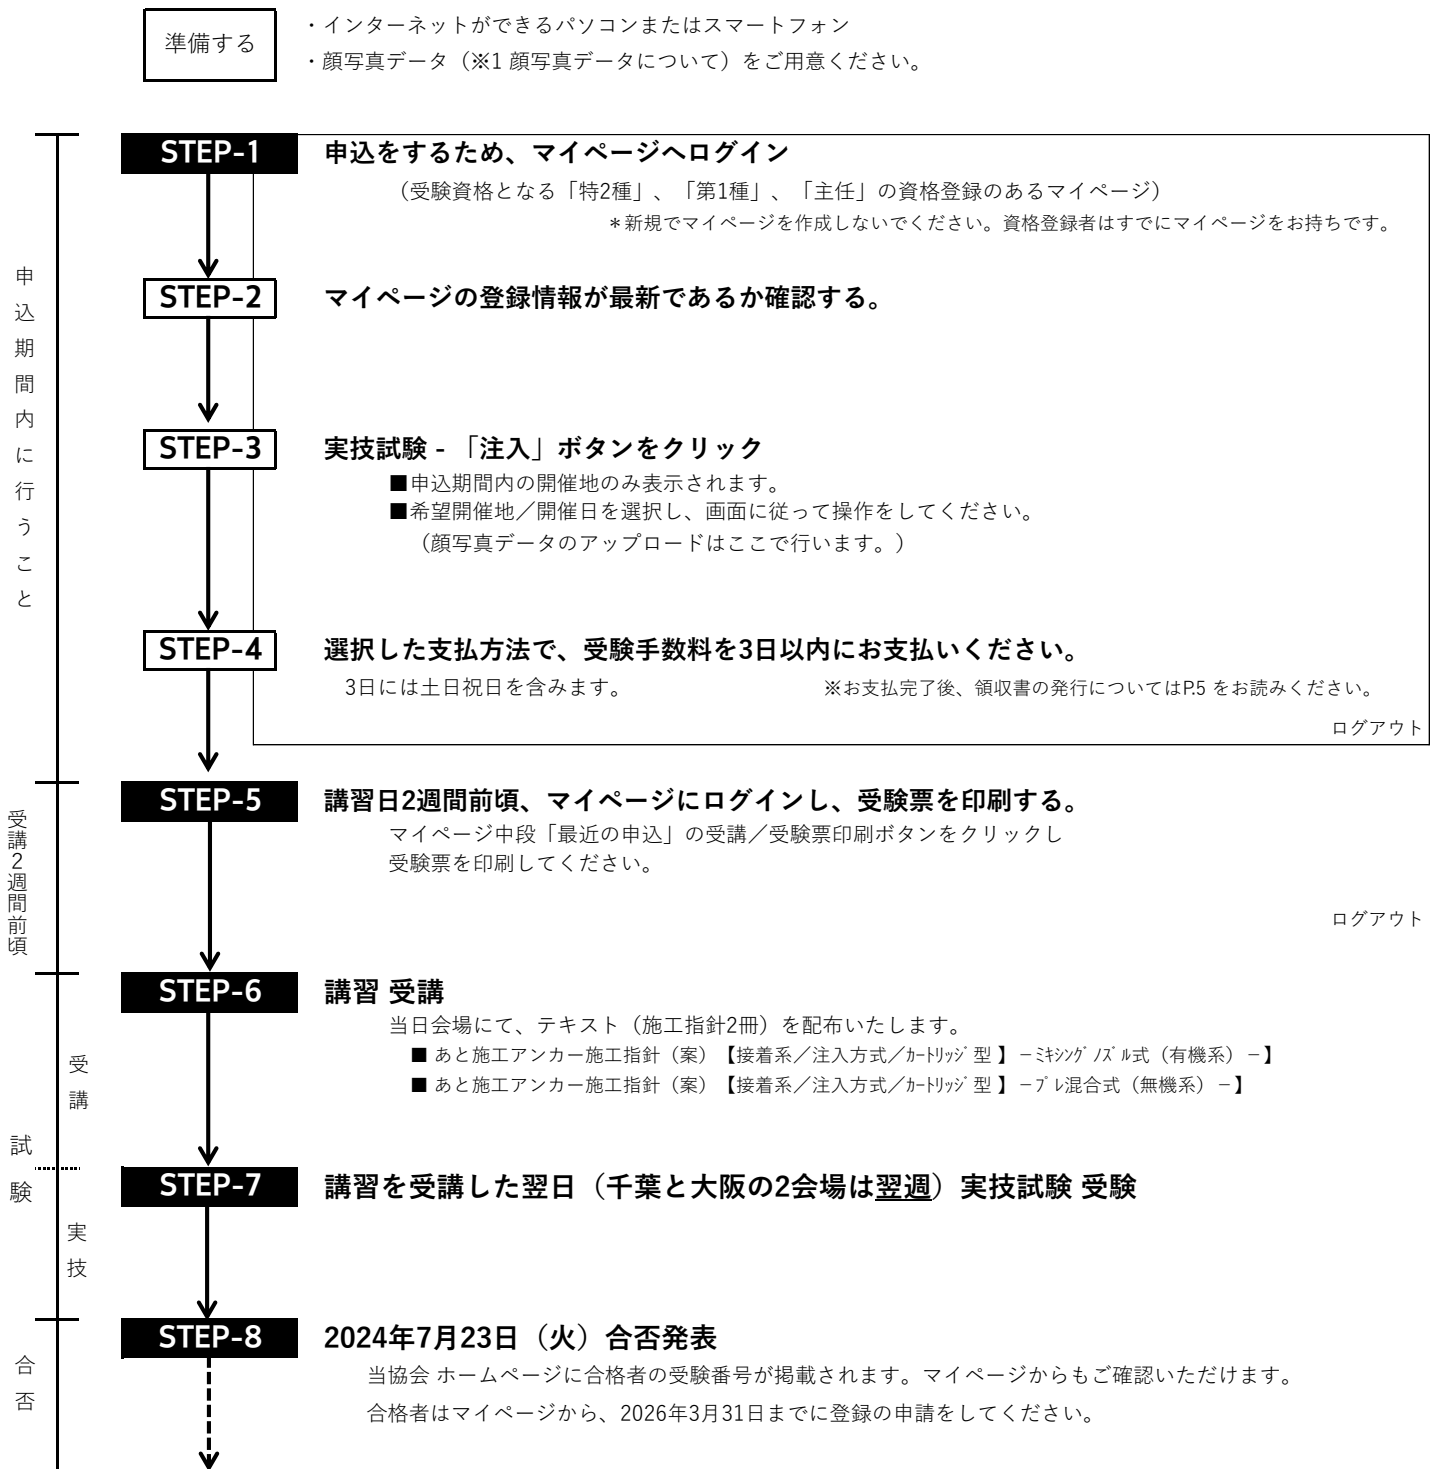 準備する
・インターネットができるパソコンまたはスマートフォン
・顔写真データ（※1 顔写真データについて）をご用意ください。
申込期間内に行うこと
STEP-1
申込をするため、マイページへログイン
（受験資格となる「特2種」、「第1種」、「主任」の資格登録のあるマイページ）
＊新規でマイページを作成しないでください。資格登録者はすでにマイページをお持ちです。
STEP-2
マイページの登録情報が最新であるか確認する。
STEP-3
実技試験 - 「注入」ボタンをクリック
■申込期間内の開催地のみ表示されます。
■希望開催地／開催日を選択し、画面に従って操作をしてください。
（顔写真データのアップロードはここで行います。）
STEP-4
選択した支払方法で、受験手数料を3日以内にお支払いください。
3日には土日祝日を含みます。
※お支払完了後、領収書の発行についてはP.5 をお読みください。
ログアウト
受講2週間前頃
STEP-5
講習日2週間前頃、マイページにログインし、受験票を印刷する。
マイページ中段「最近の申込」の受講／受験票印刷ボタンをクリックし
受験票を印刷してください。
ログアウト
試験
受講
STEP-6
講習 受講
当日会場にて、テキスト（施工指針2冊）を配布いたします。
■ あと施工アンカー施工指針（案）【接着系／注入方式／ｶｰﾄﾘｯｼﾞ型 】－ﾐｷｼﾝｸﾞﾉｽﾞﾙ式（有機系）－】
■ あと施工アンカー施工指針（案）【接着系／注入方式／ｶｰﾄﾘｯｼﾞ型 】－ﾌﾟﾚ混合式（無機系）－】
実技
STEP-7
講習を受講した翌日（千葉と大阪の2会場は翌週）実技試験 受験
合否
STEP-8
2024年7月23日（火）合否発表
当協会 ホームページに合格者の受験番号が掲載されます。マイページからもご確認いただけます。
合格者はマイページから、2026年3月31日までに登録の申請をしてください。